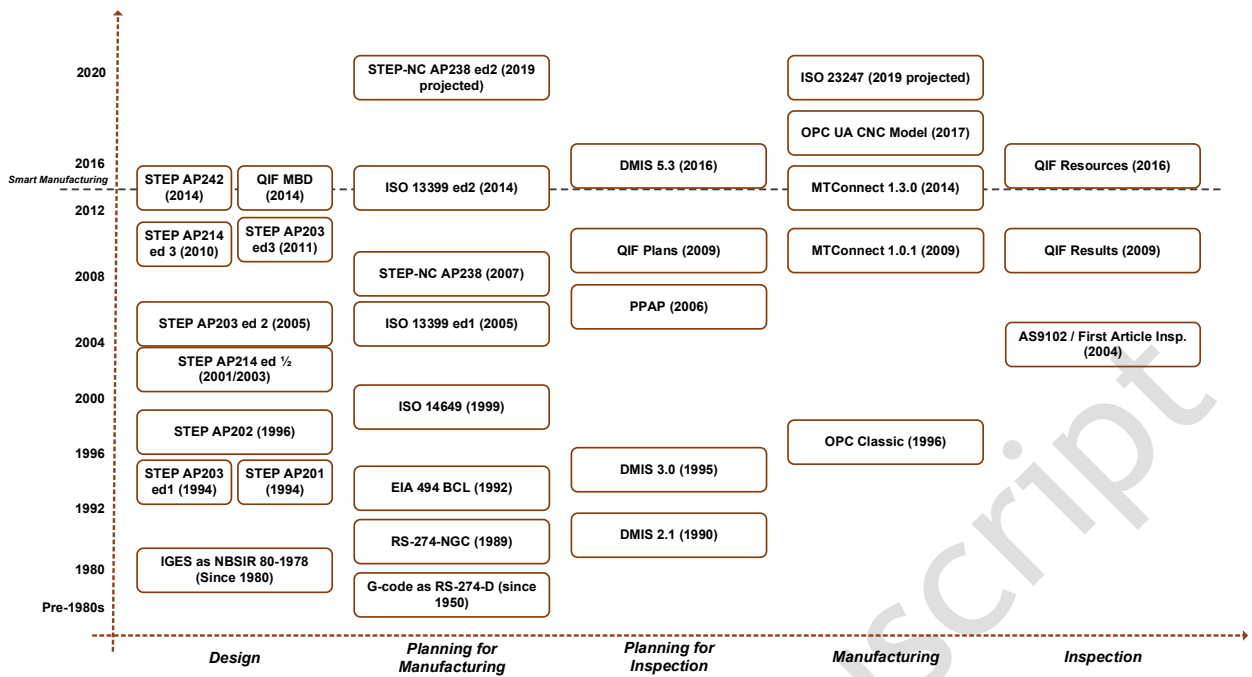 2020
STEP-NC AP238 ed2 (2019
projected)
ISO 23247 (2019 projected)
OPC UA CNC Model (2017)
2016
Smart Manufacturing
STEP AP242
(2014)
QIF MBD
(2014)
ISO 13399 ed2 (2014)
DMIS 5.3 (2016)
MTConnect 1.3.0 (2014)
QIF Resources (2016)
2012
STEP AP214
ed 3 (2010)
STEP AP203
ed3 (2011)
QIF Plans (2009)
MTConnect 1.0.1 (2009)
QIF Results (2009)
2008
STEP-NC AP238 (2007)
PPAP (2006)
STEP AP203 ed 2 (2005)
ISO 13399 ed1 (2005)
2004
AS9102 / First Article Insp.
(2004)
STEP AP214 ed ½
(2001/2003)
2000
ISO 14649 (1999)
STEP AP202 (1996)
OPC Classic (1996)
1996
STEP AP203
ed1 (1994)
STEP AP201
(1994)
EIA 494 BCL (1992)
DMIS 3.0 (1995)
1992
RS-274-NGC (1989)
DMIS 2.1 (1990)
IGES as NBSIR 80-1978
(Since 1980)
1980
G-code as RS-274-D (since
1950)
Pre-1980s
Design
Planning for
Manufacturing
Planning for
Inspection
Manufacturing
Inspection
uscript